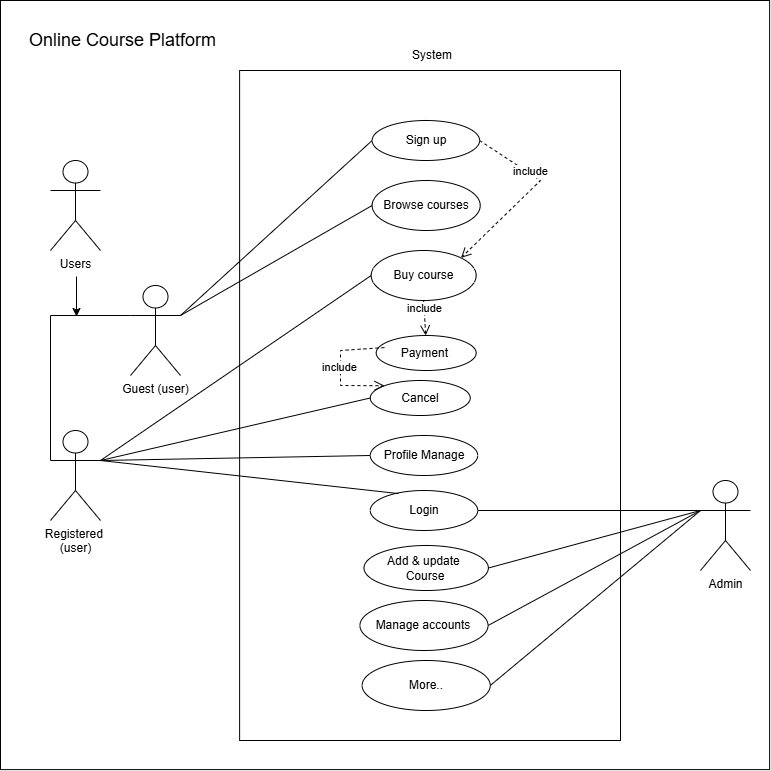 Online Course Platform
System
Sign up
include
Browse courses
Users
Buy course
include
Guest (user)
Payment
include
Cancel
Profile Manage
Login
Registered
(user)
Add & update
Course
Admin
Manage accounts
More..